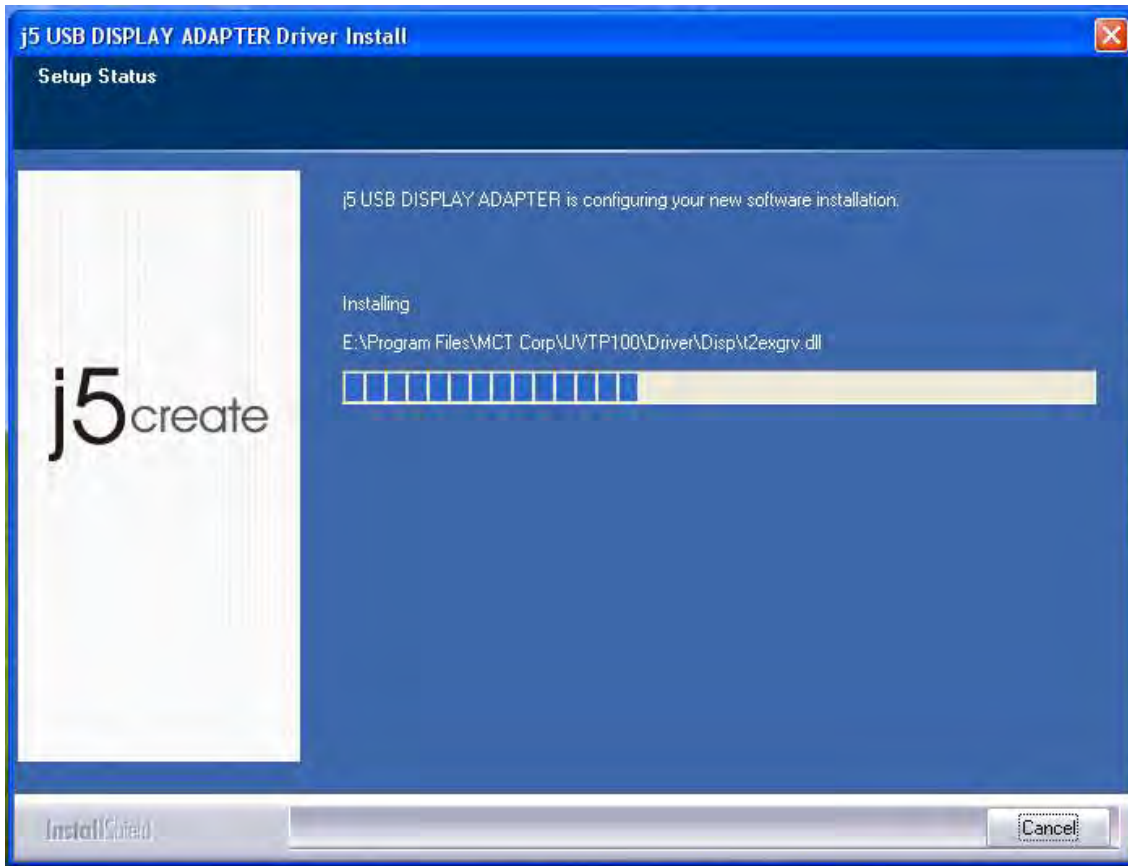 j5 USB DISPLAY ADAPTER Driver Install
Setup Status
j5 USB DISPLAY ADAPTER is configuring your new software installation.
Installing
E:\Program Files\MCT Corp\UVTP100\Driver\Disp\t2exgrv.dll
j5create
InstallShield
Cancel